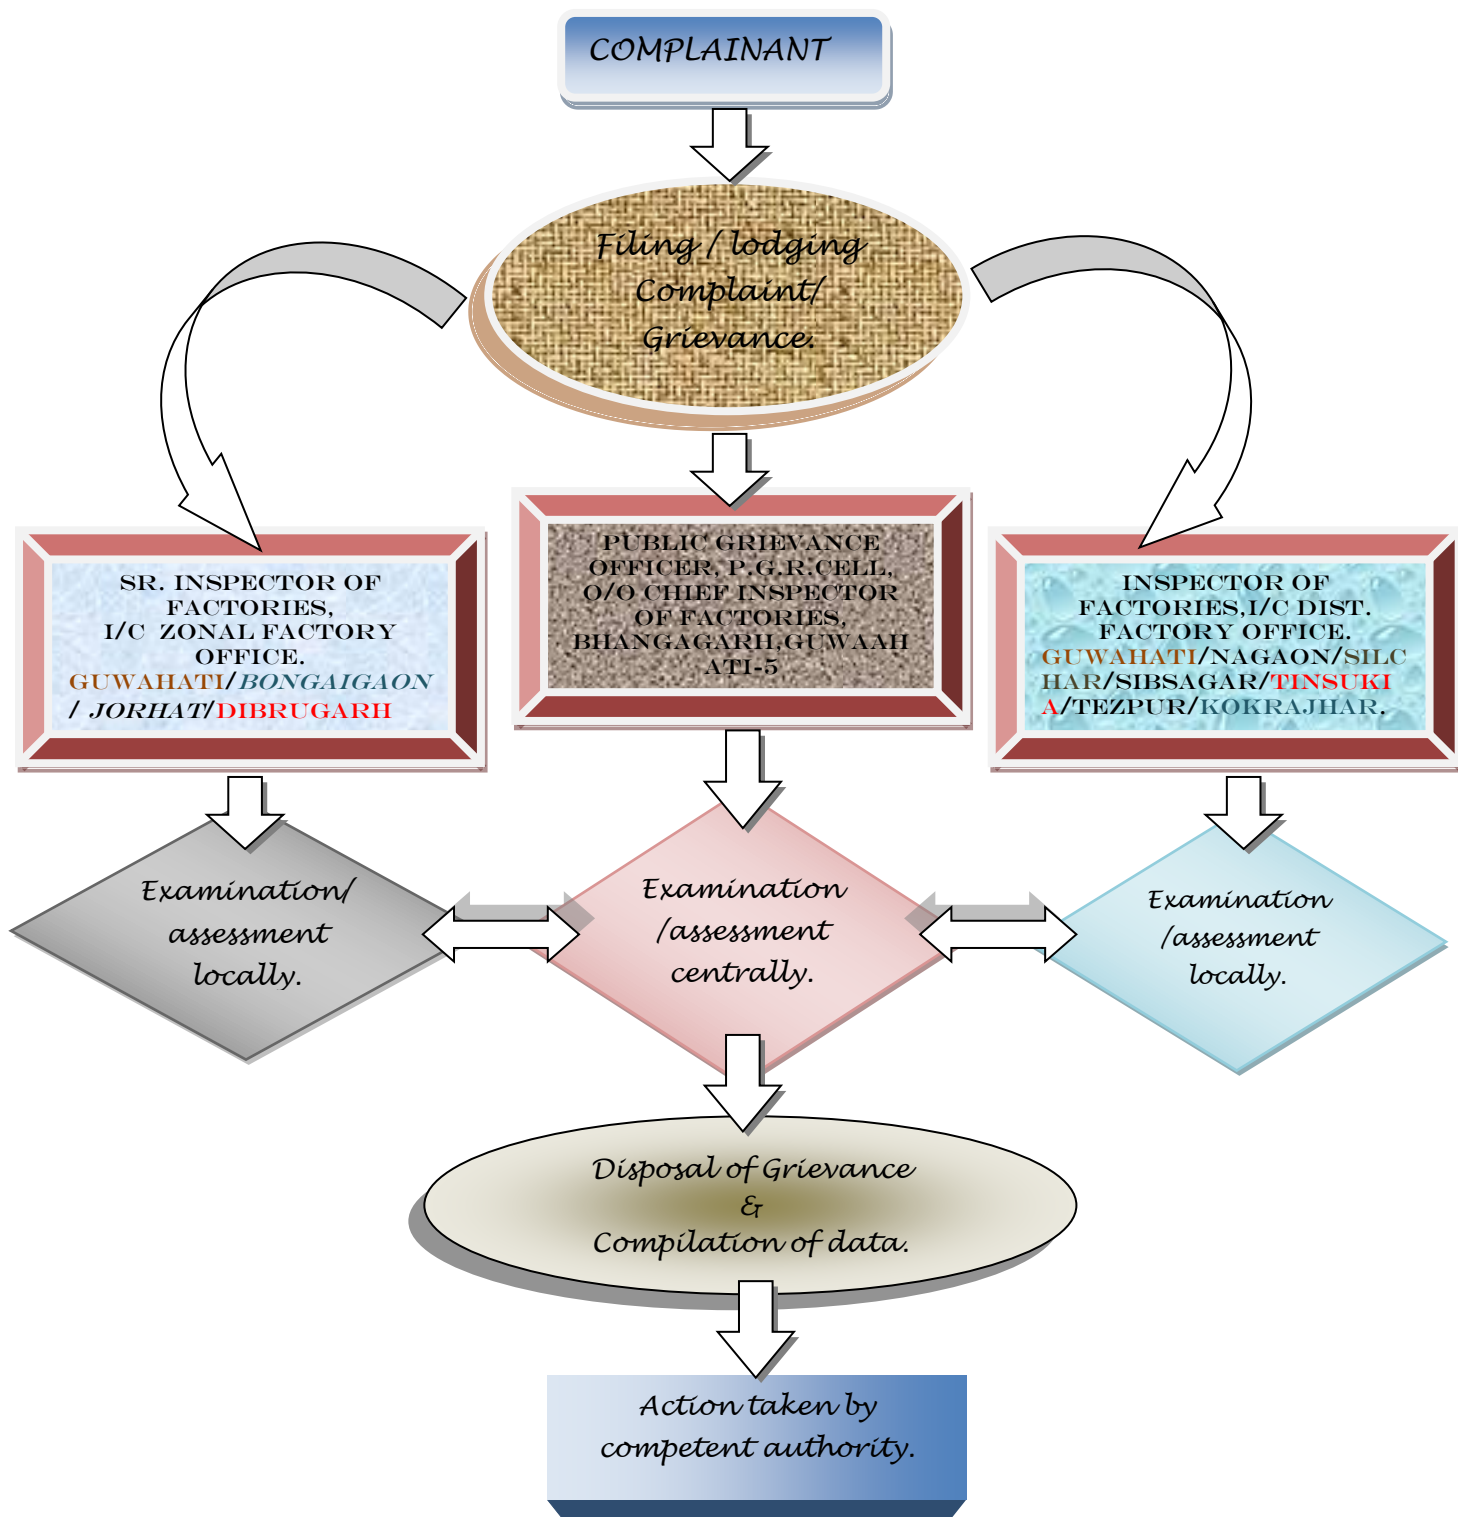 COMPLAINANT
Filing / lodging
Complaint/
Grievance.
SR. INSPECTOR OF
FACTORIES,
I/C ZONAL FACTORY
OFFICE.
GUWAHATI/BONGAIGAON
/ JORHAT/DIBRUGARH
PUBLIC GRIEVANCE
OFFICER, P.G.R.CELL,
O/O CHIEF INSPECTOR
OF FACTORIES,
BHANGAGARH,GUWAAH
ATI-5
INSPECTOR OF
FACTORIES,I/C DIST.
FACTORY OFFICE.
GUWAHATI/NAGAON/SILC
HAR/SIBSAGAR/TINSUKI
A/TEZPUR/KOKRAJHAR.
Examination/
assessment
locally.
Examination
/assessment
centrally.
Examination
/assessment
locally.
Disposal of Grievance
&
Compilation of data.
Action taken by
competent authority.